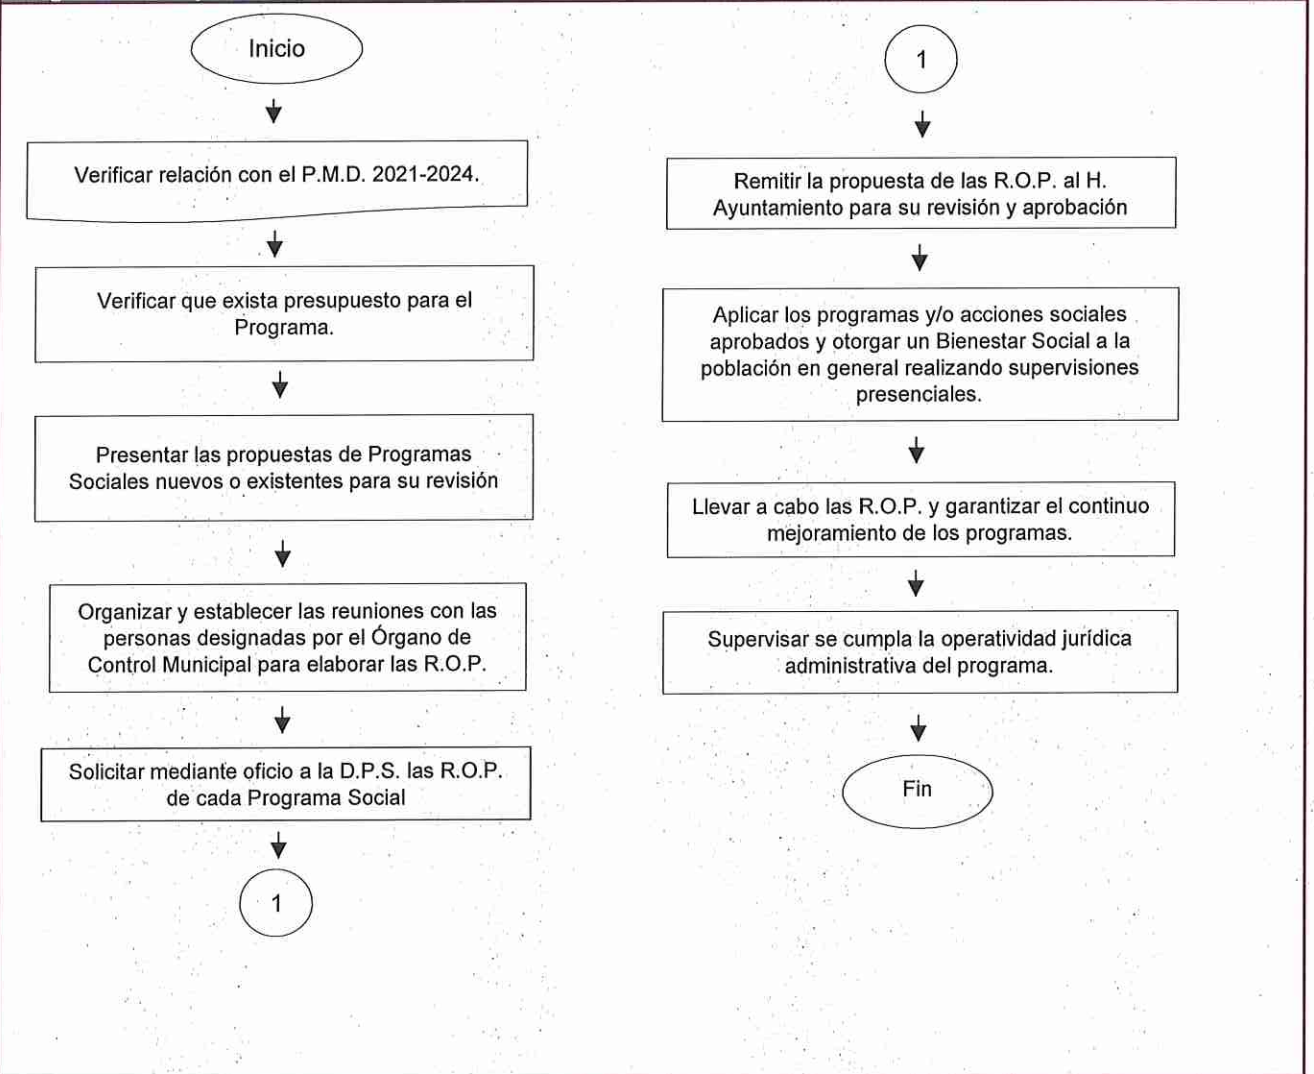 Inicio
Verificar relación con el P.M.D. 2021-2024.
Verificar que exista presupuesto para el
Programa.
Presentar las propuestas de Programas
Sociales nuevos o existentes para su revisión
Organizar y establecer las reuniones con las
personas designadas por el Órgano de
Control Municipal para elaborar las R.O.P.
Solicitar mediante oficio a la D.P.S. las R.O.P.
de cada Programa Social
1
1
Remitir la propuesta de las R.O.P. al H.
Ayuntamiento para su revisión y aprobación
Aplicar los programas y/o acciones sociales
aprobados y otorgar un Bienestar Social a la
población en general realizando supervisiones
presenciales.
Llevar a cabo las R.O.P. y garantizar el continuo
mejoramiento de los programas.
Supervisar se cumpla la operatividad jurídica
administrativa del programa.
Fin